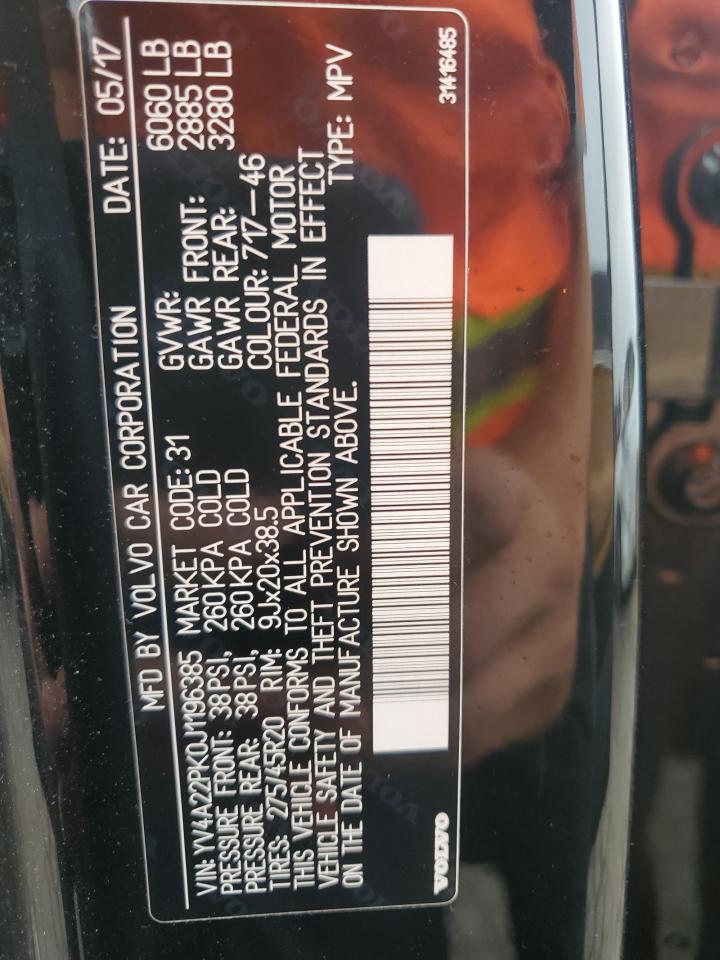 MFD BY VOLVO CAR CORPORATION DATE: 05/17
VIN: YV4A22PK0J1196385 MARKET CODE: 31 GVWR: 6060 LB
PRESSURE FRONT: 38PSI, 260KPA COLD GAWR FRONT: 2885 LB
PRESSURE REAR: 38PSI, 260KPA COLD GAWR REAR: 3280 LB
TIRES: 275/45R20 RIM: 9Jx20x38.5 COLOUR: 717-46
THIS VEHICLE CONFORMS TO ALL APPLICABLE FEDERAL MOTOR
VEHICLE SAFETY AND THEFT PREVENTION STANDARDS IN EFFECT
ON THE DATE OF MANUFACTURE SHOWN ABOVE. TYPE: MPV
VOLVO 31416485